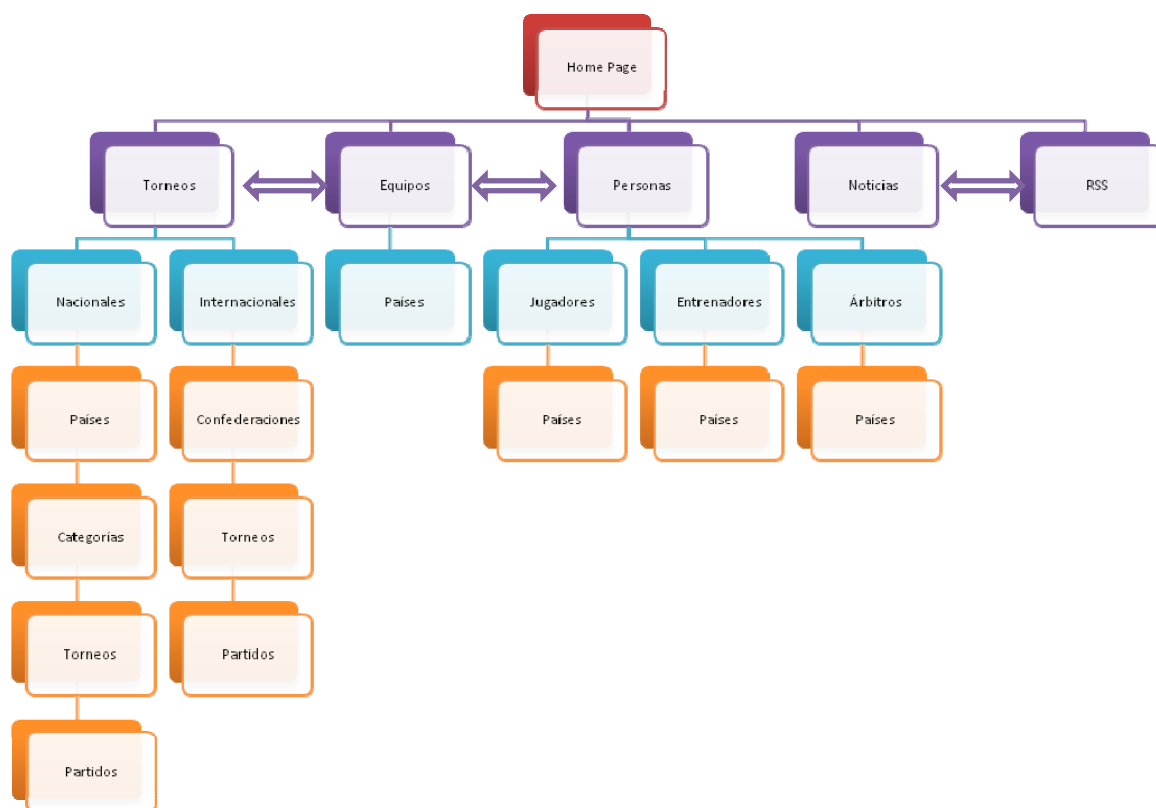 Home Page
Torneos
Equipos
Personas
Noticias
RSS
Nacionales
Internacionales
Países
Jugadores
Entrenadores
Árbitros
Países
Confederaciones
Países
Países
Países
Categorías
Torneos
Torneos
Partidos
Partidos